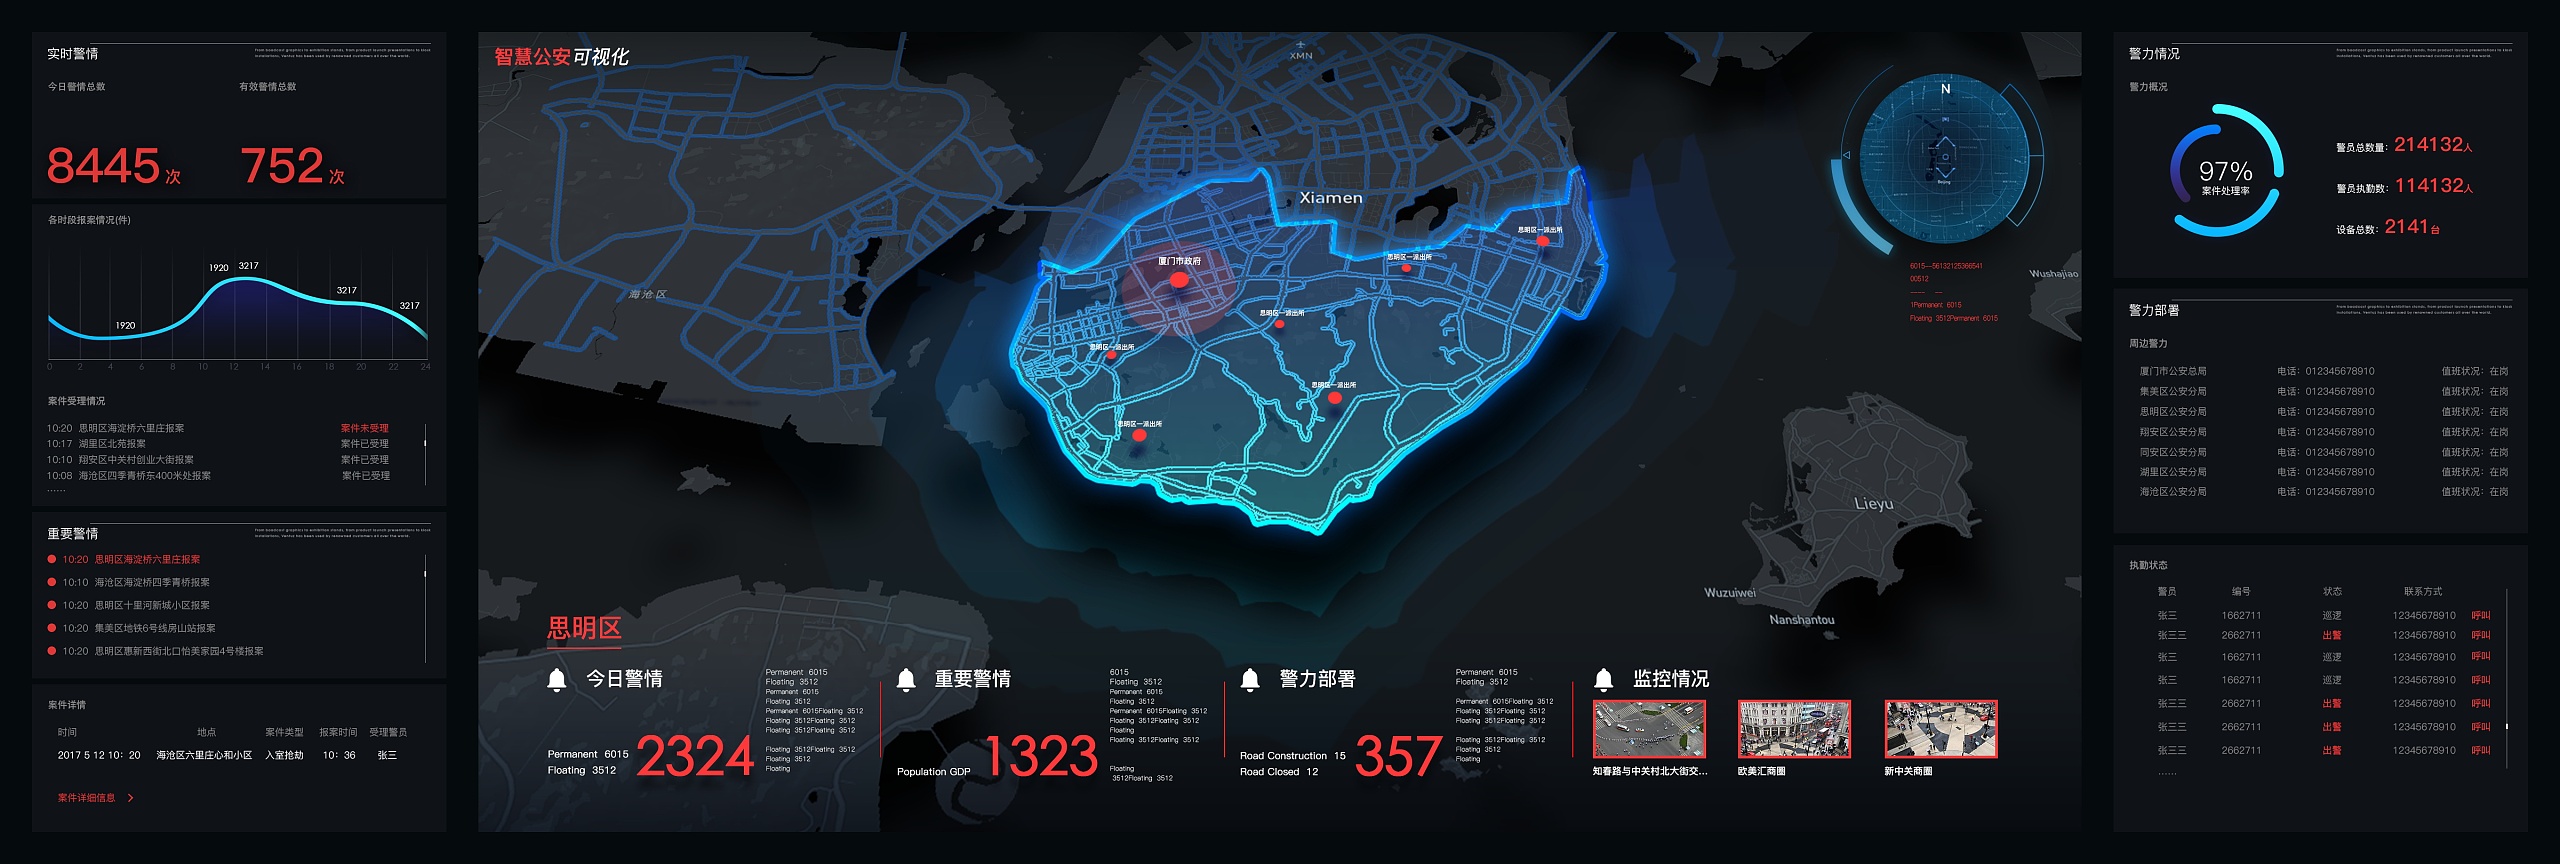 实时警情
From broadcast graphics to exhibition stands, from product launch presentations to stock
installations, Ventuz has been used by renowned customers all over the world.
今日警情总数
有效警情总数
8445次
752次
各时段报案情况(件)
1920
1920
3217
3217
3217
0 2 4 6 8 10 12 14 16 18 20 22 24
案件受理情况
10:20 思明区海淀桥六里庄报案 案件未受理
10:17 湖里区北苑报案 案件已受理
10:10 翔安区中关村创业大街报案 案件已受理
10:08 海沧区四季青桥东400米处报案 案件已受理
......
重要警情
10:20 思明区海淀桥六里庄报案
10:10 海沧区海淀桥四季青桥报案
10:20 思明区十里河新城小区报案
10:20 集美区地铁6号线房山站报案
10:20 思明区惠新西街北口怡美家园4号楼报案
案件详情
时间 地点 案件类型 报案时间 受理警员
2017 5 12 10：20 海沧区六里庄心和小区 入室抢劫 10：36 张三
案件详细信息 >
智慧公安可视化
XMN
Xiamen
海沧区
厦门市政府
思明区一派出所
思明区一派出所
思明区一派出所
思明区一派出所
思明区一派出所
思明区一派出所
N
Beijing
6015—56132125366541
00512
1Permanent 6015
Floating 3512Permanent 6015
Wushajiao
Lieyu
Wuzuiwei
Nanshantou
思明区
今日警情
Permanent 6015
Floating 3512
2324
Permanent 6015
Floating 3512
Permanent 6015
Floating 3512
Permanent 6015Floating 3512
Floating 3512Floating 3512
Floating 3512Floating 3512
Floating 3512Floating 3512
Floating 3512
Floating
重要警情
Population GDP
1323
6015
Floating 3512
Permanent 6015
Floating 3512
Permanent 6015Floating 3512
Floating 3512Floating 3512
Floating
Floating 3512Floating 3512
Floating
3512Floating 3512
警力部署
Road Construction 15
Road Closed 12
357
Permanent 6015
Floating 3512
Permanent 6015Floating 3512
Floating 3512Floating 3512
Floating 3512Floating 3512
Floating 3512Floating 3512
Floating 3512
Floating
监控情况
知春路与中关村北大街交...
欧美汇商圈
新中关商圈
警力情况
警力概况
97%
案件处理率
警员总数量：214132人
警员执勤数：114132人
设备总数：2141台
警力部署
周边警力
厦门市公安总局 电话：012345678910 值班状况：在岗
集美区公安分局 电话：012345678910 值班状况：在岗
思明区公安分局 电话：012345678910 值班状况：在岗
翔安区公安分局 电话：012345678910 值班状况：在岗
同安区公安分局 电话：012345678910 值班状况：在岗
湖里区公安分局 电话：012345678910 值班状况：在岗
海沧区公安分局 电话：012345678910 值班状况：在岗
执勤状态
警员 编号 状态 联系方式
张三 1662711 巡逻 12345678910 呼叫
张三三 2662711 出警 12345678910 呼叫
张三 1662711 巡逻 12345678910 呼叫
张三 1662711 巡逻 12345678910 呼叫
张三三 2662711 出警 12345678910 呼叫
张三三 2662711 出警 12345678910 呼叫
张三三 2662711 出警 12345678910 呼叫
......